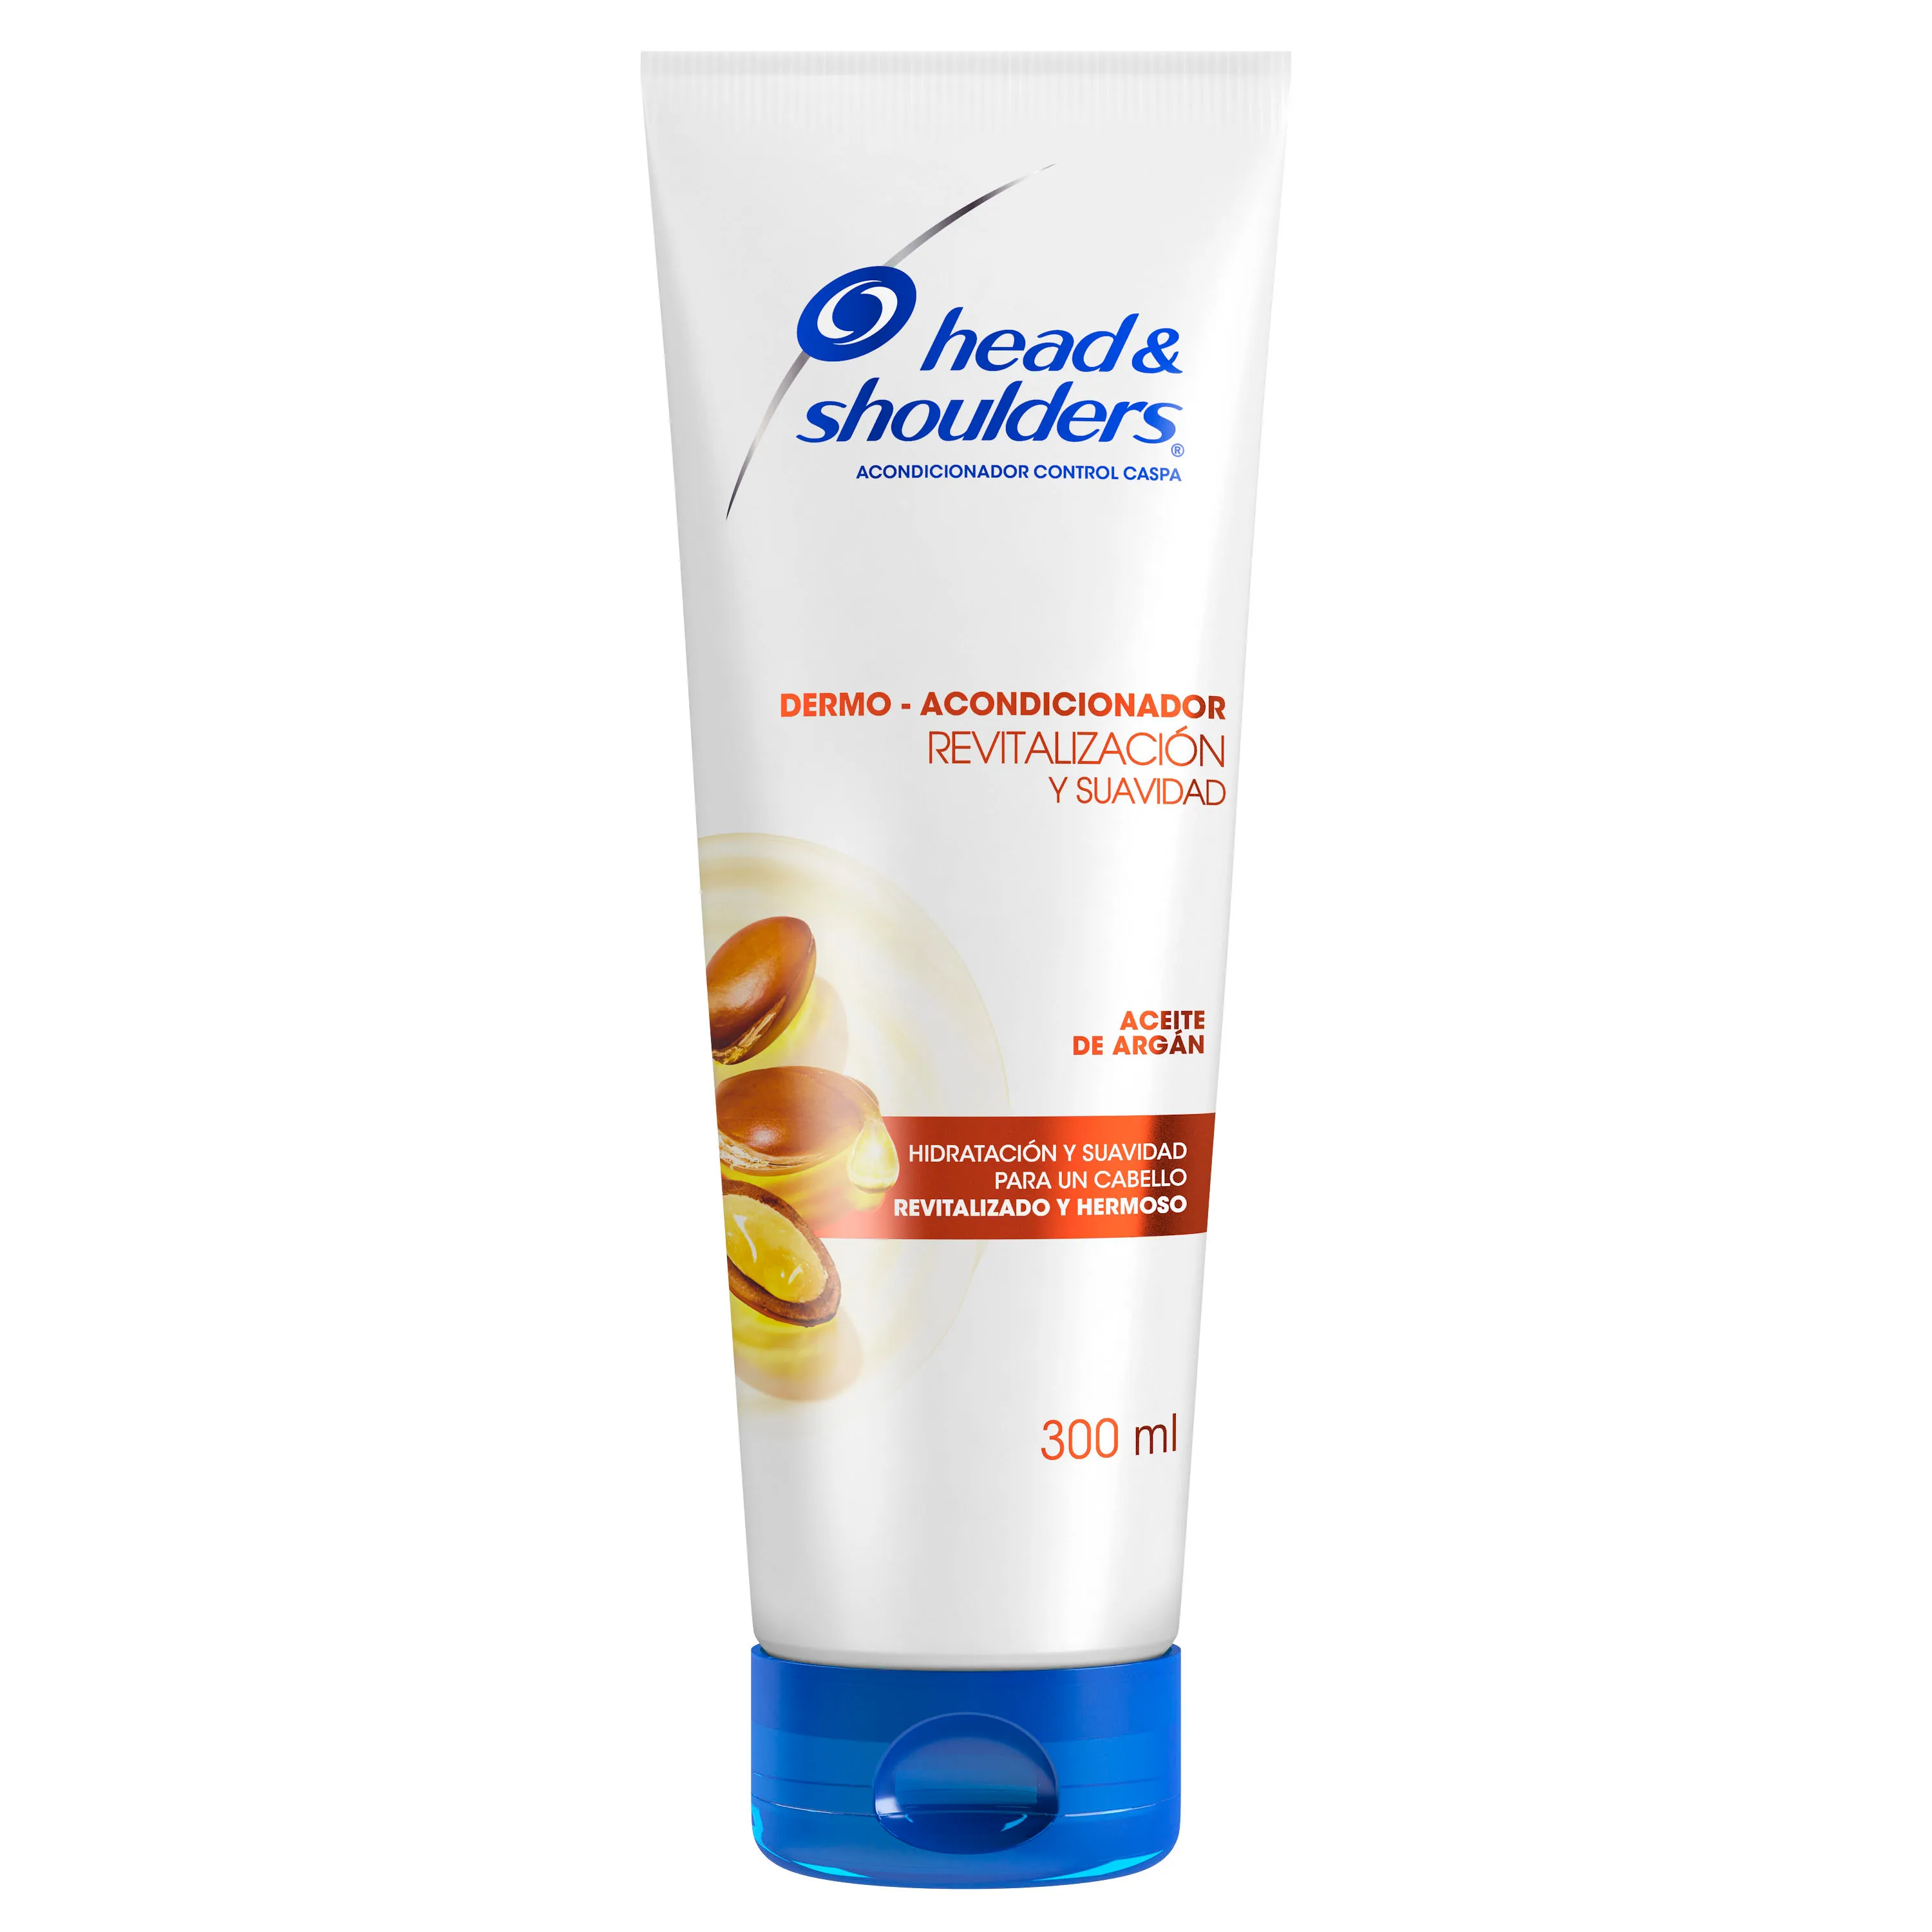 head &
shoulders®
ACONDICIONADOR CONTROL CASPA
DERMO - ACONDICIONADOR
REVITALIZACIÓN
Y SUAVIDAD
ACEITE
DE ARGÁN
HIDRATACIÓN Y SUAVIDAD
PARA UN CABELLO
REVITALIZADO Y HERMOSO
300 ml